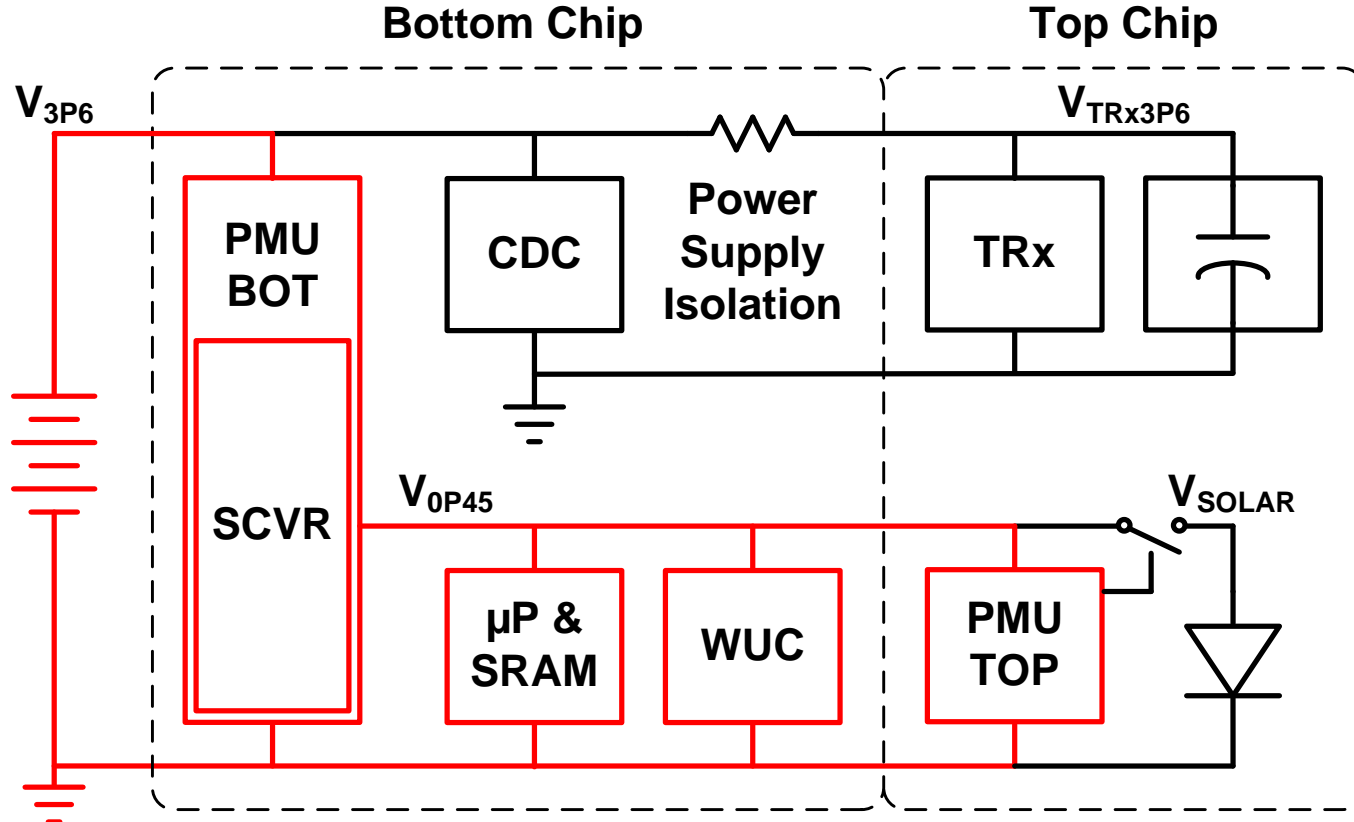 Bottom Chip
Top Chip
V3P6
VTRx3P6
PMU
BOT
CDC
Power
Supply
Isolation
TRx
SCVR
V0P45
VSOLAR
µP &
SRAM
WUC
PMU
TOP